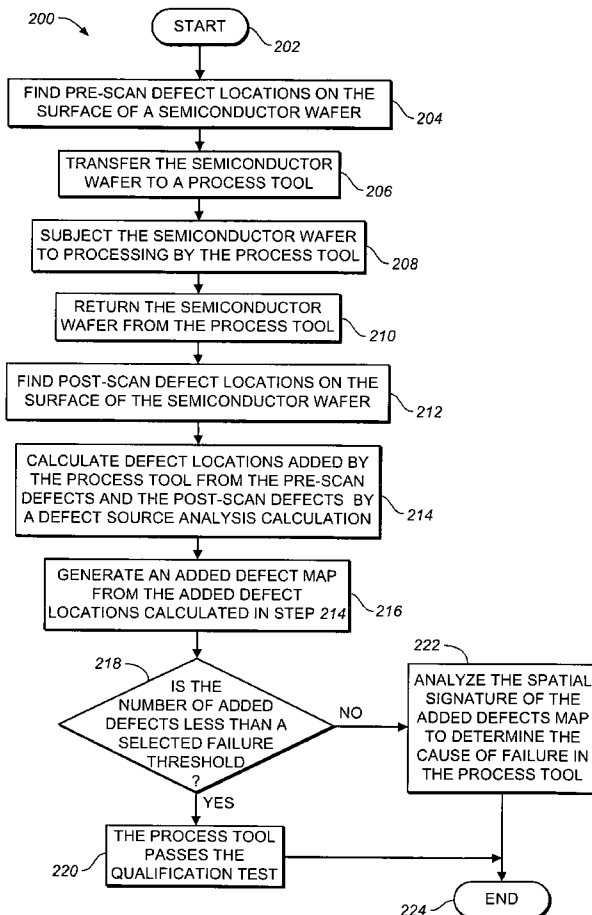 200
START
202
FIND PRE-SCAN DEFECT LOCATIONS ON THE
SURFACE OF A SEMICONDUCTOR WAFER
204
TRANSFER THE SEMICONDUCTOR
WAFER TO A PROCESS TOOL
206
SUBJECT THE SEMICONDUCTOR WAFER
TO PROCESSING BY THE PROCESS TOOL
208
RETURN THE SEMICONDUCTOR
WAFER FROM THE PROCESS TOOL
210
FIND POST-SCAN DEFECT LOCATIONS ON THE
SURFACE OF THE SEMICONDUCTOR WAFER
212
CALCULATE DEFECT LOCATIONS ADDED BY
THE PROCESS TOOL FROM THE PRE-SCAN
DEFECTS AND THE POST-SCAN DEFECTS BY
A DEFECT SOURCE ANALYSIS CALCULATION
214
GENERATE AN ADDED DEFECT MAP
FROM THE ADDED DEFECT
LOCATIONS CALCULATED IN STEP 214
216
218
IS THE
NUMBER OF ADDED
DEFECTS LESS THAN A
SELECTED FAILURE
THRESHOLD
?
NO
222
ANALYZE THE SPATIAL
SIGNATURE OF THE
ADDED DEFECTS MAP
TO DETERMINE THE
CAUSE OF FAILURE IN
THE PROCESS TOOL
YES
THE PROCESS TOOL
PASSES THE
QUALIFICATION TEST
220
END
224